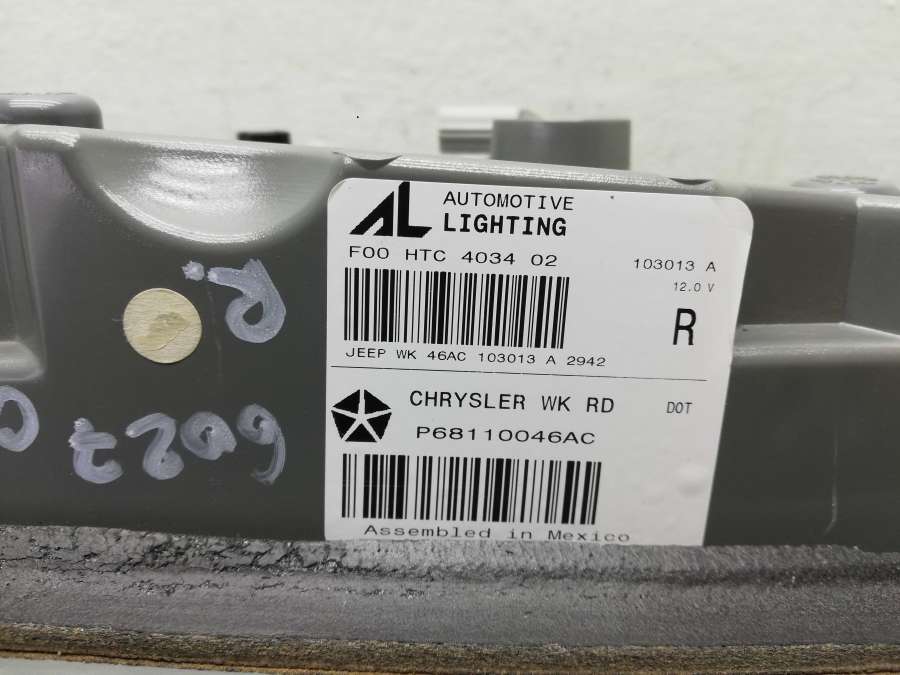 AUTOMOTIVE
LIGHTING
F00 HTC 4034 02
103013 A
12.0 V
R
JEEP WK 46AC 103013 A 2942
CHRYSLER WK RD
DOT
P68110046AC
Assembled in Mexico